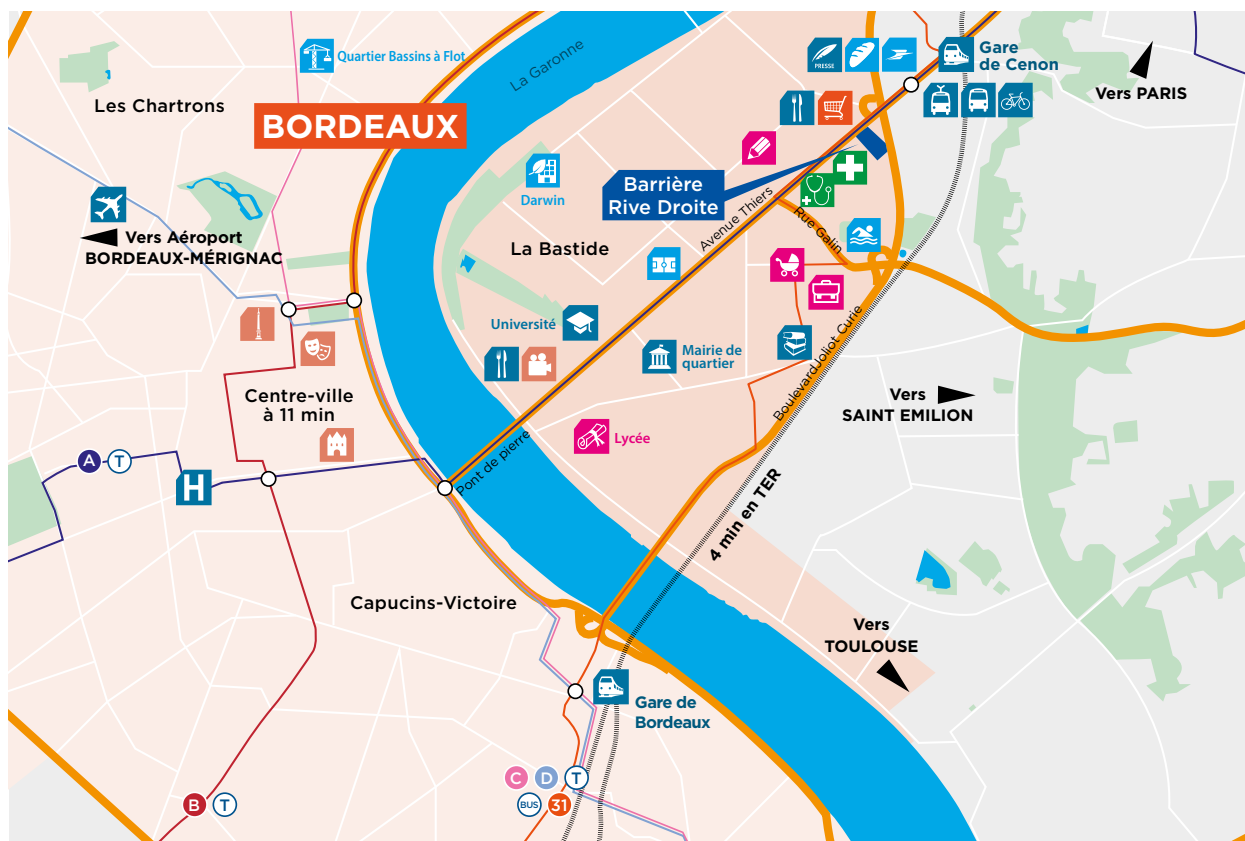 Quartier Bassins à Flot
La Garonne
PRESSE
Gare
de Cenon
Vers PARIS
Les Chartrons
BORDEAUX
Darwin
Barrière
Rive Droite
Avenue Thiers
Rue Galin
Vers Aéroport
BORDEAUX-MÉRIGNAC
La Bastide
Université
Mairie de
quartier
Boulevard Joliot Curie
Centre-ville
à 11 min
Vers
SAINT EMILION
Lycée
Pont de pierre
A T
H
4 min en TER
Capucins-Victoire
Vers
TOULOUSE
Gare de
Bordeaux
C D T
BUS 31
B T